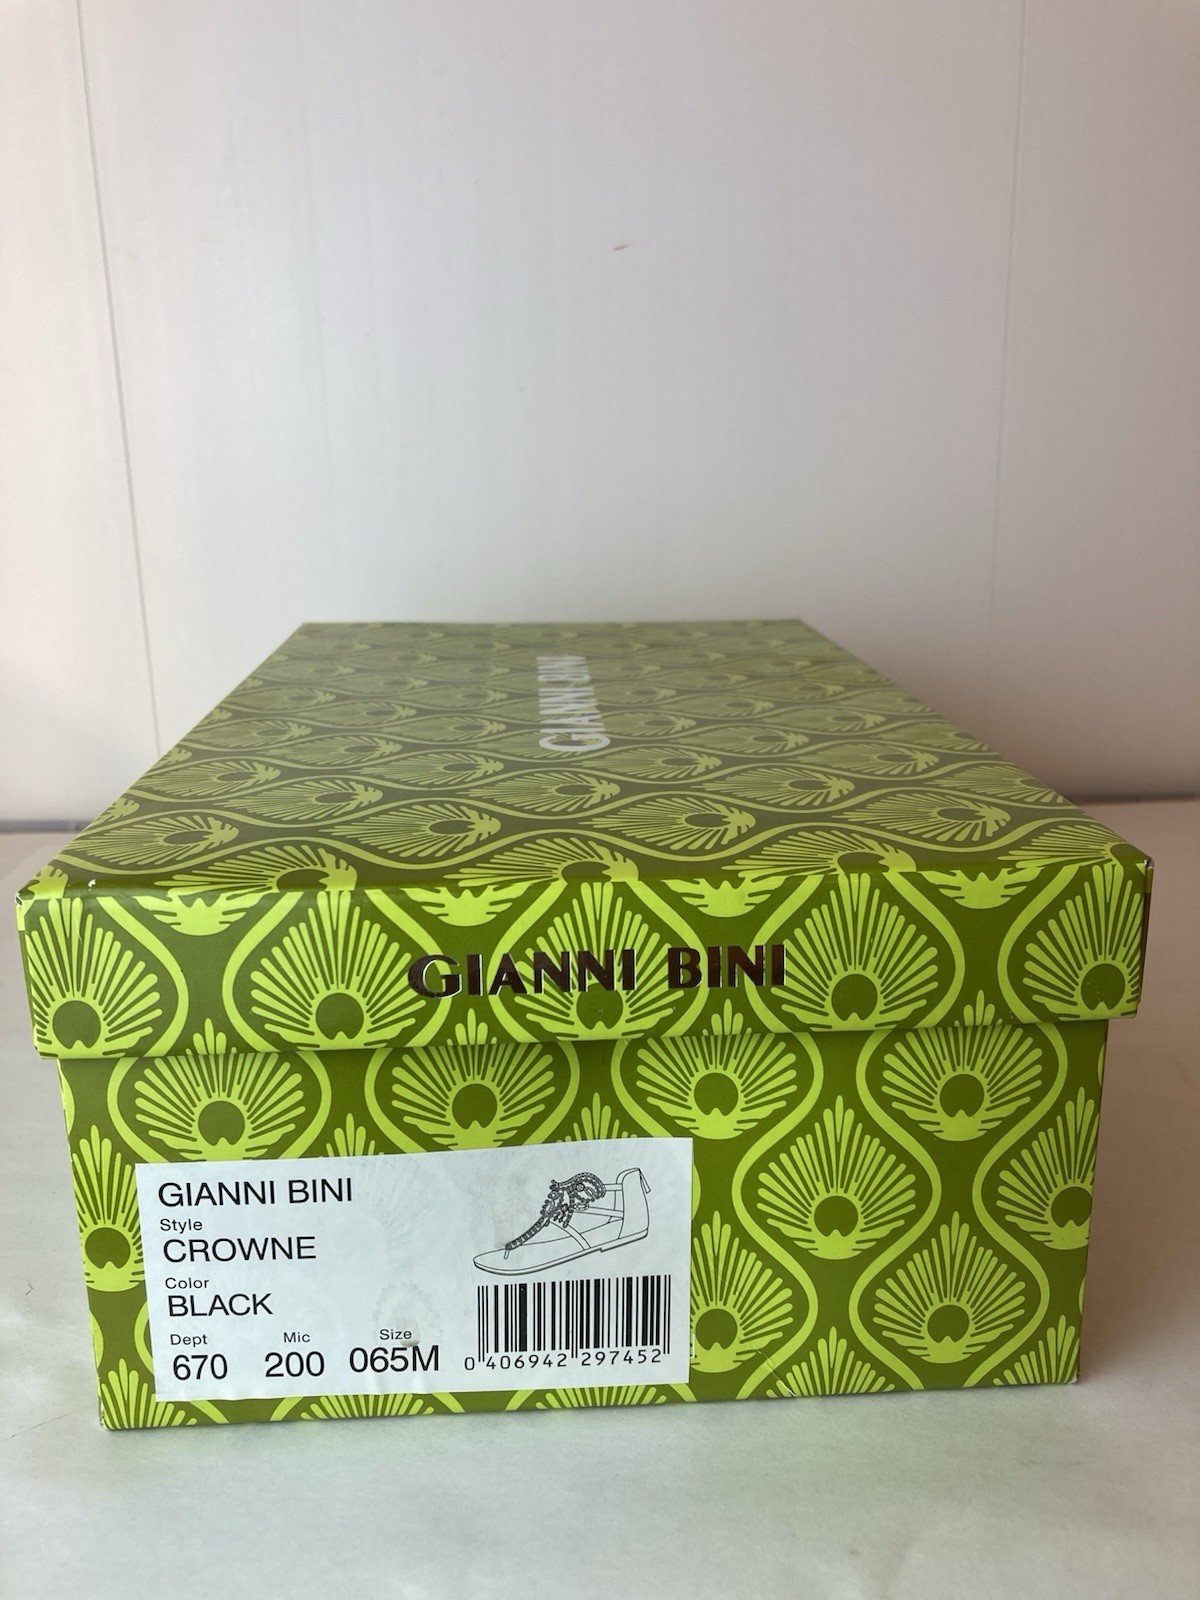 GIANNI BINI
GIANNI BINI
GIANNI BINI
Style
CROWNE
Color
BLACK
Dept Mic Size
670 200 065M
0 406942 297452